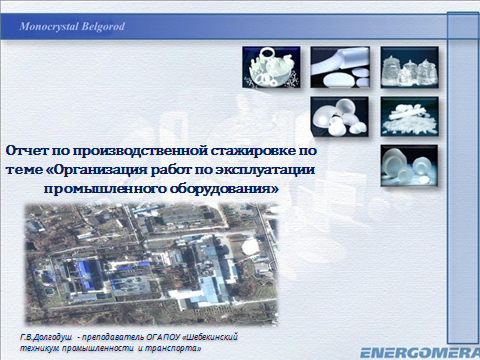 Monocrystal Belgorod
Отчет по производственной стажировке по
теме «Организация работ по эксплуатации
промышленного оборудования»
Г.В.Долгодуш - преподаватель ОГАПОУ «Шебекинский
техникум промышленности и транспорта»
ENERGOMERA